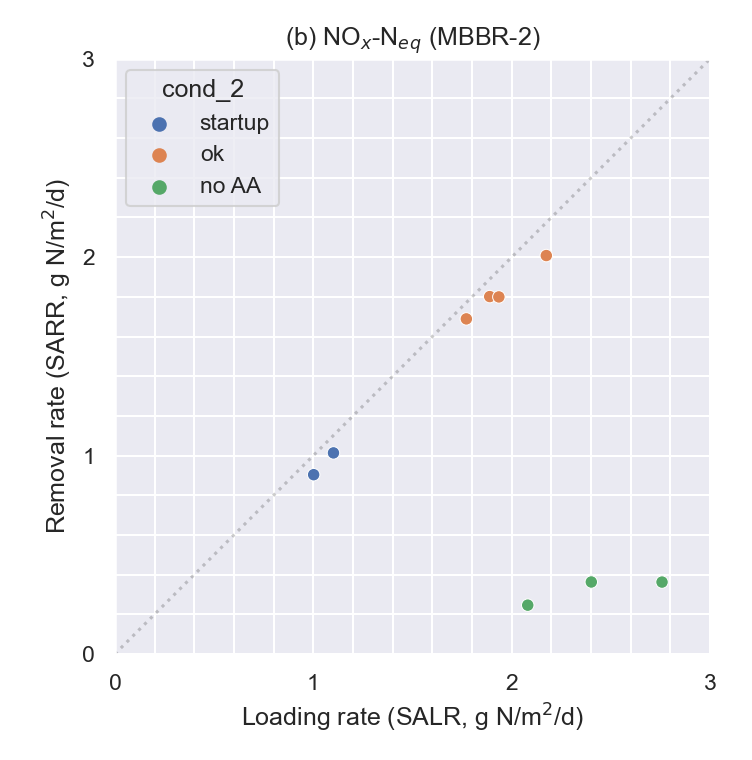 (b) NOₓ-N_eq (MBBR-2)
3
cond_2
startup
ok
no AA
2
1
0
Removal rate (SARR, g N/m²/d)
0 1 2 3
Loading rate (SALR, g N/m²/d)